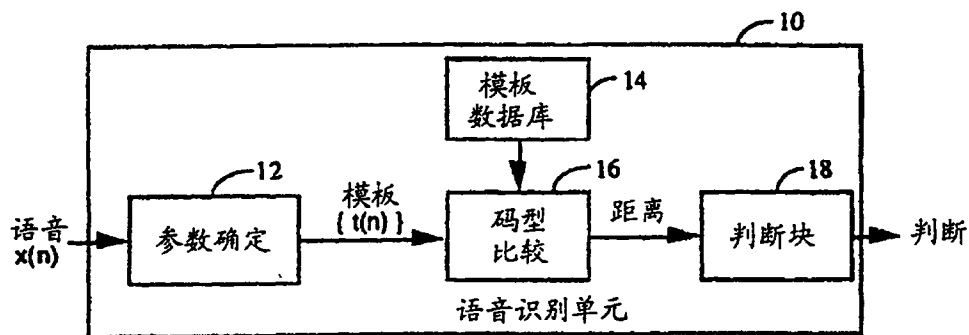 10
模板
数据库
14
12
模板
{ t(n) }
16
18
语音
x(n)
参数确定
码型
比较
距离
判断块
判断
语音识别单元